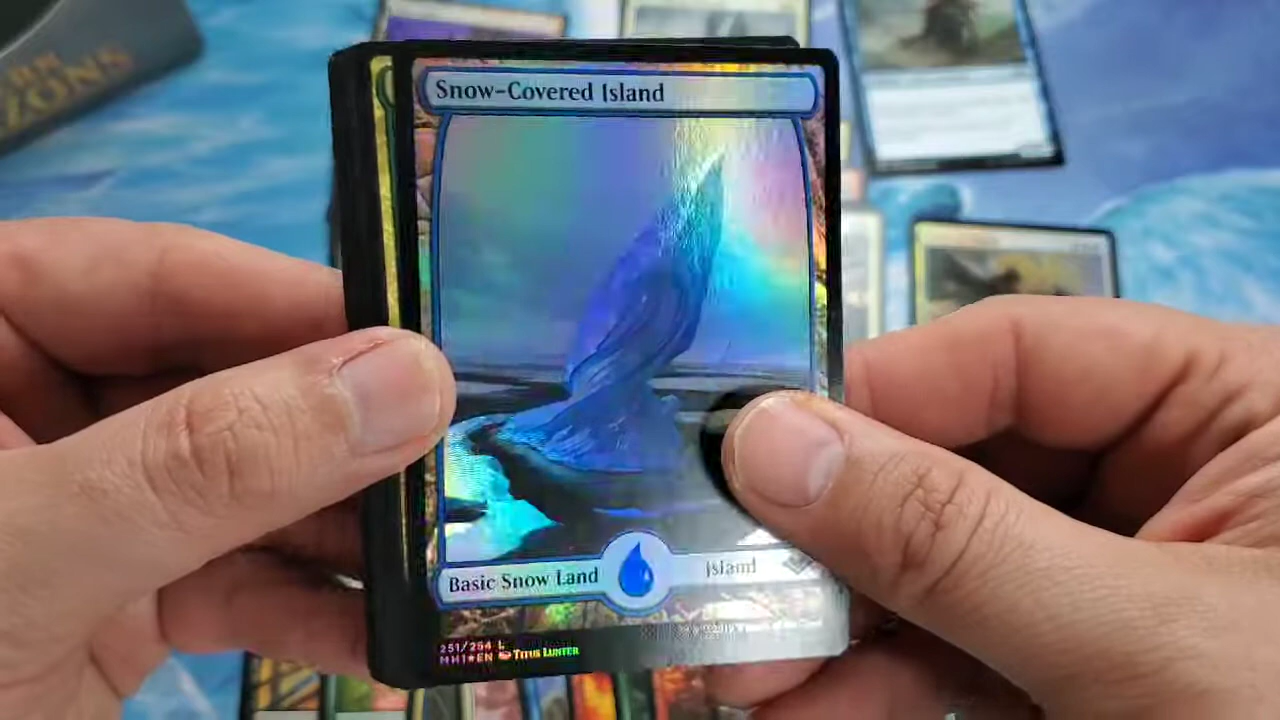 Snow-Covered Island
Basic Snow Land
Island
251/254 L
MH1★EN Titus Lunter